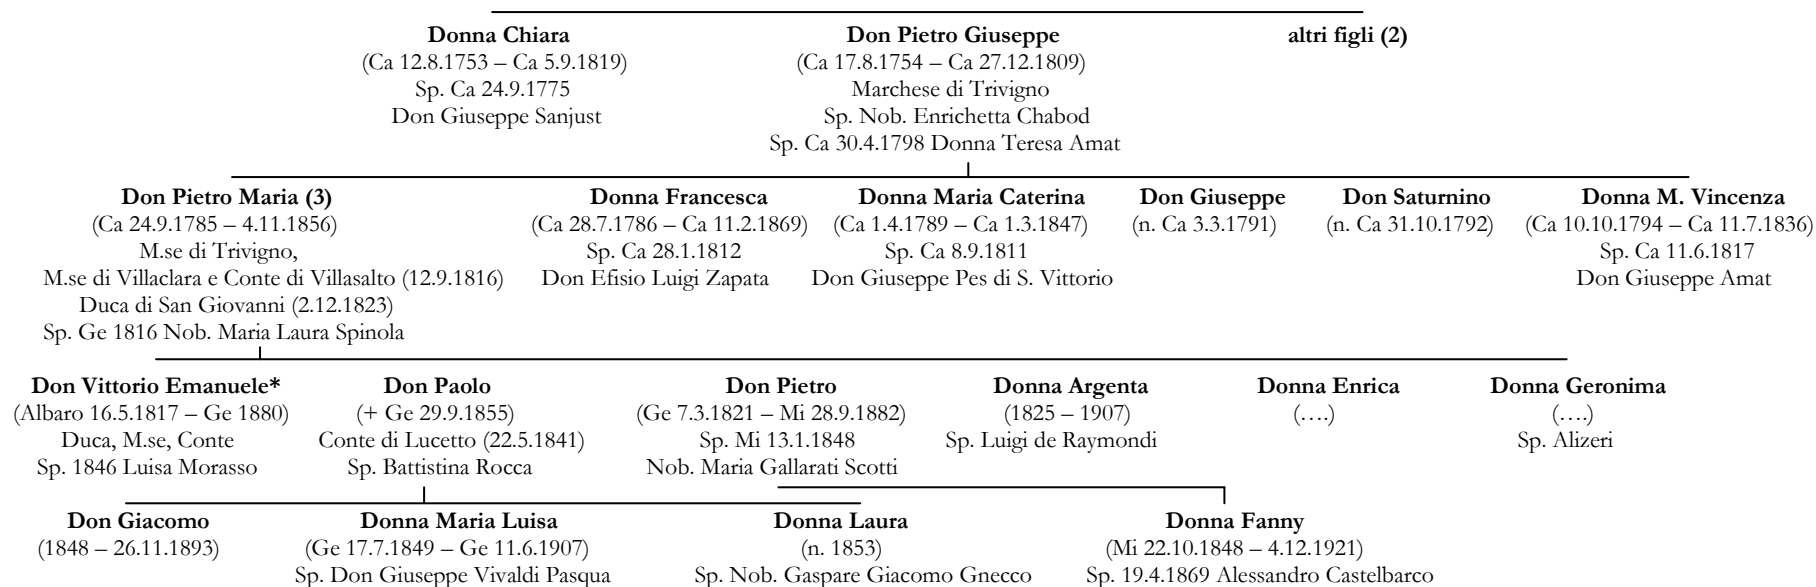 Donna Chiara
(Ca 12.8.1753 – Ca 5.9.1819)
Sp. Ca 24.9.1775
Don Giuseppe Sanjust
Don Pietro Giuseppe
(Ca 17.8.1754 – Ca 27.12.1809)
Marchese di Trivigno
Sp. Nob. Enrichetta Chabod
Sp. Ca 30.4.1798 Donna Teresa Amat
altri figli (2)
Don Pietro Maria (3)
(Ca 24.9.1785 – 4.11.1856)
M.se di Trivigno,
M.se di Villaclara e Conte di Villasalto (12.9.1816)
Duca di San Giovanni (2.12.1823)
Sp. Ge 1816 Nob. Maria Laura Spinola
Donna Francesca
(Ca 28.7.1786 – Ca 11.2.1869)
Sp. Ca 28.1.1812
Don Efisio Luigi Zapata
Donna Maria Caterina
(Ca 1.4.1789 – Ca 1.3.1847)
Sp. Ca 8.9.1811
Don Giuseppe Pes di S. Vittorio
Don Giuseppe
(n. Ca 3.3.1791)
Don Saturnino
(n. Ca 31.10.1792)
Donna M. Vincenza
(Ca 10.10.1794 – Ca 11.7.1836)
Sp. Ca 11.6.1817
Don Giuseppe Amat
Don Vittorio Emanuele*
(Albaro 16.5.1817 – Ge 1880)
Duca, M.se, Conte
Sp. 1846 Luisa Morasso
Don Paolo
(+ Ge 29.9.1855)
Conte di Lucetto (22.5.1841)
Sp. Battistina Rocca
Don Pietro
(Ge 7.3.1821 – Mi 28.9.1882)
Sp. Mi 13.1.1848
Nob. Maria Gallarati Scotti
Donna Argenta
(1825 – 1907)
Sp. Luigi de Raymondi
Donna Enrica
(….)
Donna Geronima
(….)
Sp. Alizeri
Don Giacomo
(1848 – 26.11.1893)
Donna Maria Luisa
(Ge 17.7.1849 – Ge 11.6.1907)
Sp. Don Giuseppe Vivaldi Pasqua
Donna Laura
(n. 1853)
Sp. Nob. Gaspare Giacomo Gnecco
Donna Fanny
(Mi 22.10.1848 – 4.12.1921)
Sp. 19.4.1869 Alessandro Castelbarco